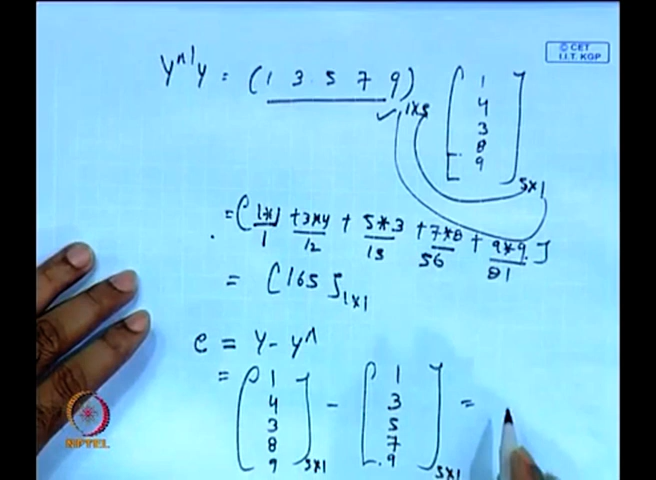 © CET
I.I.T. KGP
y^'y = (1 3 5 7 9) 1×5 [1 4 3 8 9] 5×1
= [1*1 + 3*4 + 5*3 + 7*8 + 9*9]
1 12 15 56 81
= [165]1×1
e = y - y^
= [1 4 3 8 9] 5×1 - [1 3 5 7 9] 5×1 =
NPTEL